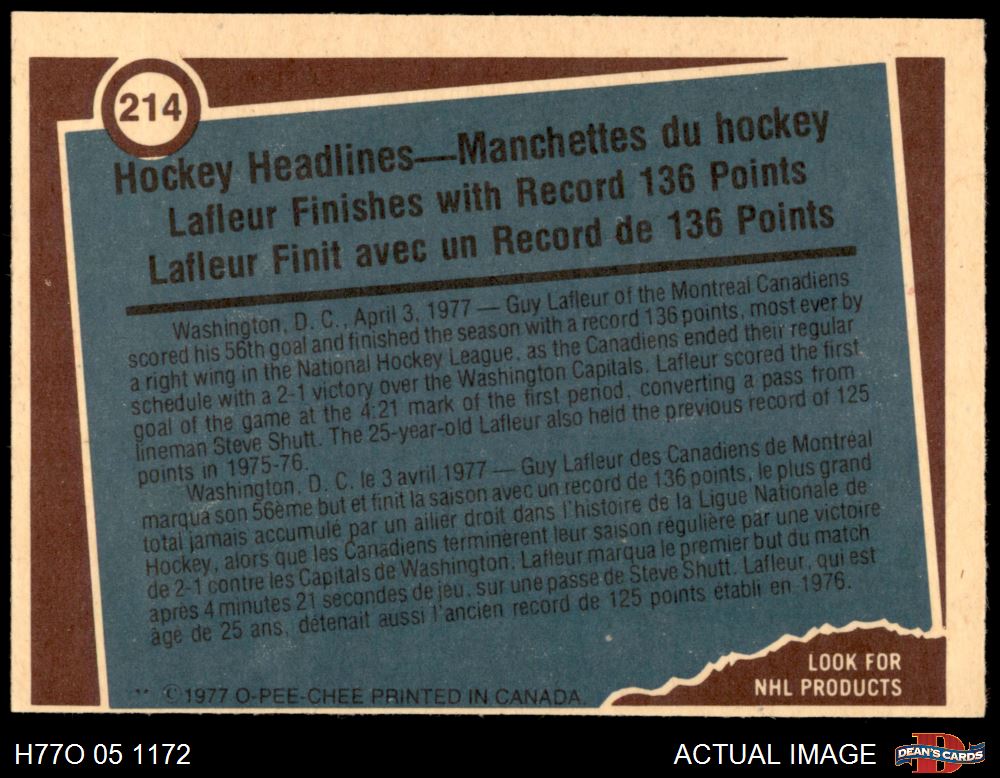 214
Hockey Headlines—Manchettes du hockey
Lafleur Finishes with Record 136 Points
Lafleur Finit avec un Record de 136 Points
Washington, D. C., April 3, 1977 — Guy Lafleur of the Montreal Canadiens
scored his 56th goal and finished the season with a record 136 points, most ever by
a right wing in the National Hockey League, as the Canadiens ended their regular
schedule with a 2-1 victory over the Washington Capitals. Lafleur scored the first
goal of the game at the 4:21 mark of the first period, converting a pass from
lineman Steve Shutt. The 25-year-old Lafleur also held the previous record of 125
points in 1975-76.
Washington, D. C. le 3 avril 1977 — Guy Lafleur des Canadiens de Montréal
marqua son 56ème but et finit la saison avec un record de 136 points, le plus grand
total jamais accumulé par un ailier droit dans l'histoire de la Ligue Nationale de
Hockey, alors que les Canadiens terminèrent leur saison régulière par une victoire
de 2-1 contre les Capitals de Washington. Lafleur marqua le premier but du match
après 4 minutes 21 secondes de jeu, sur une passe de Steve Shutt. Lafleur, qui est
âgé de 25 ans, détenait aussi l'ancien record de 125 points établi en 1976.
LOOK FOR
NHL PRODUCTS
©1977 O-PEE-CHEE PRINTED IN CANADA.
H77O 05 1172
ACTUAL IMAGE
DEAN'S CARDS